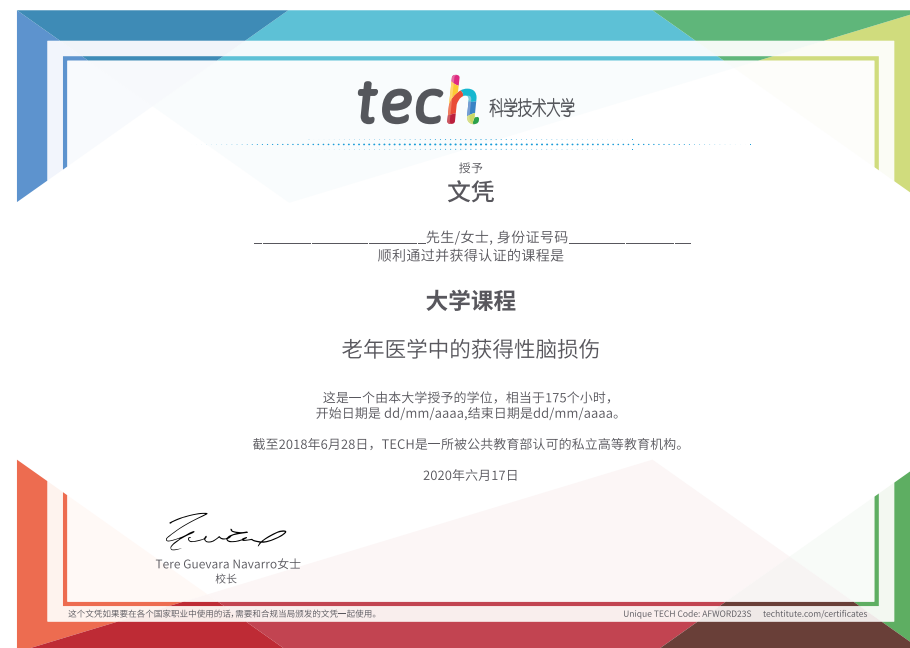 tech 科学技术大学
授予
文凭
______________________先生/女士, 身份证号码________________
顺利通过并获得认证的课程是
大学课程
老年医学中的获得性脑损伤
这是一个由本大学授予的学位，相当于175个小时，
开始日期是 dd/mm/aaaa,结束日期是dd/mm/aaaa。
截至2018年6月28日，TECH是一所被公共教育部认可的私立高等教育机构。
2020年六月17日
Tere Guevara Navarro女士
校长
这个文凭如果要在各个国家职业中使用的话,需要和合规当局颁发的文凭一起使用。
Unique TECH Code: AFWORD23S techtitute.com/certificates